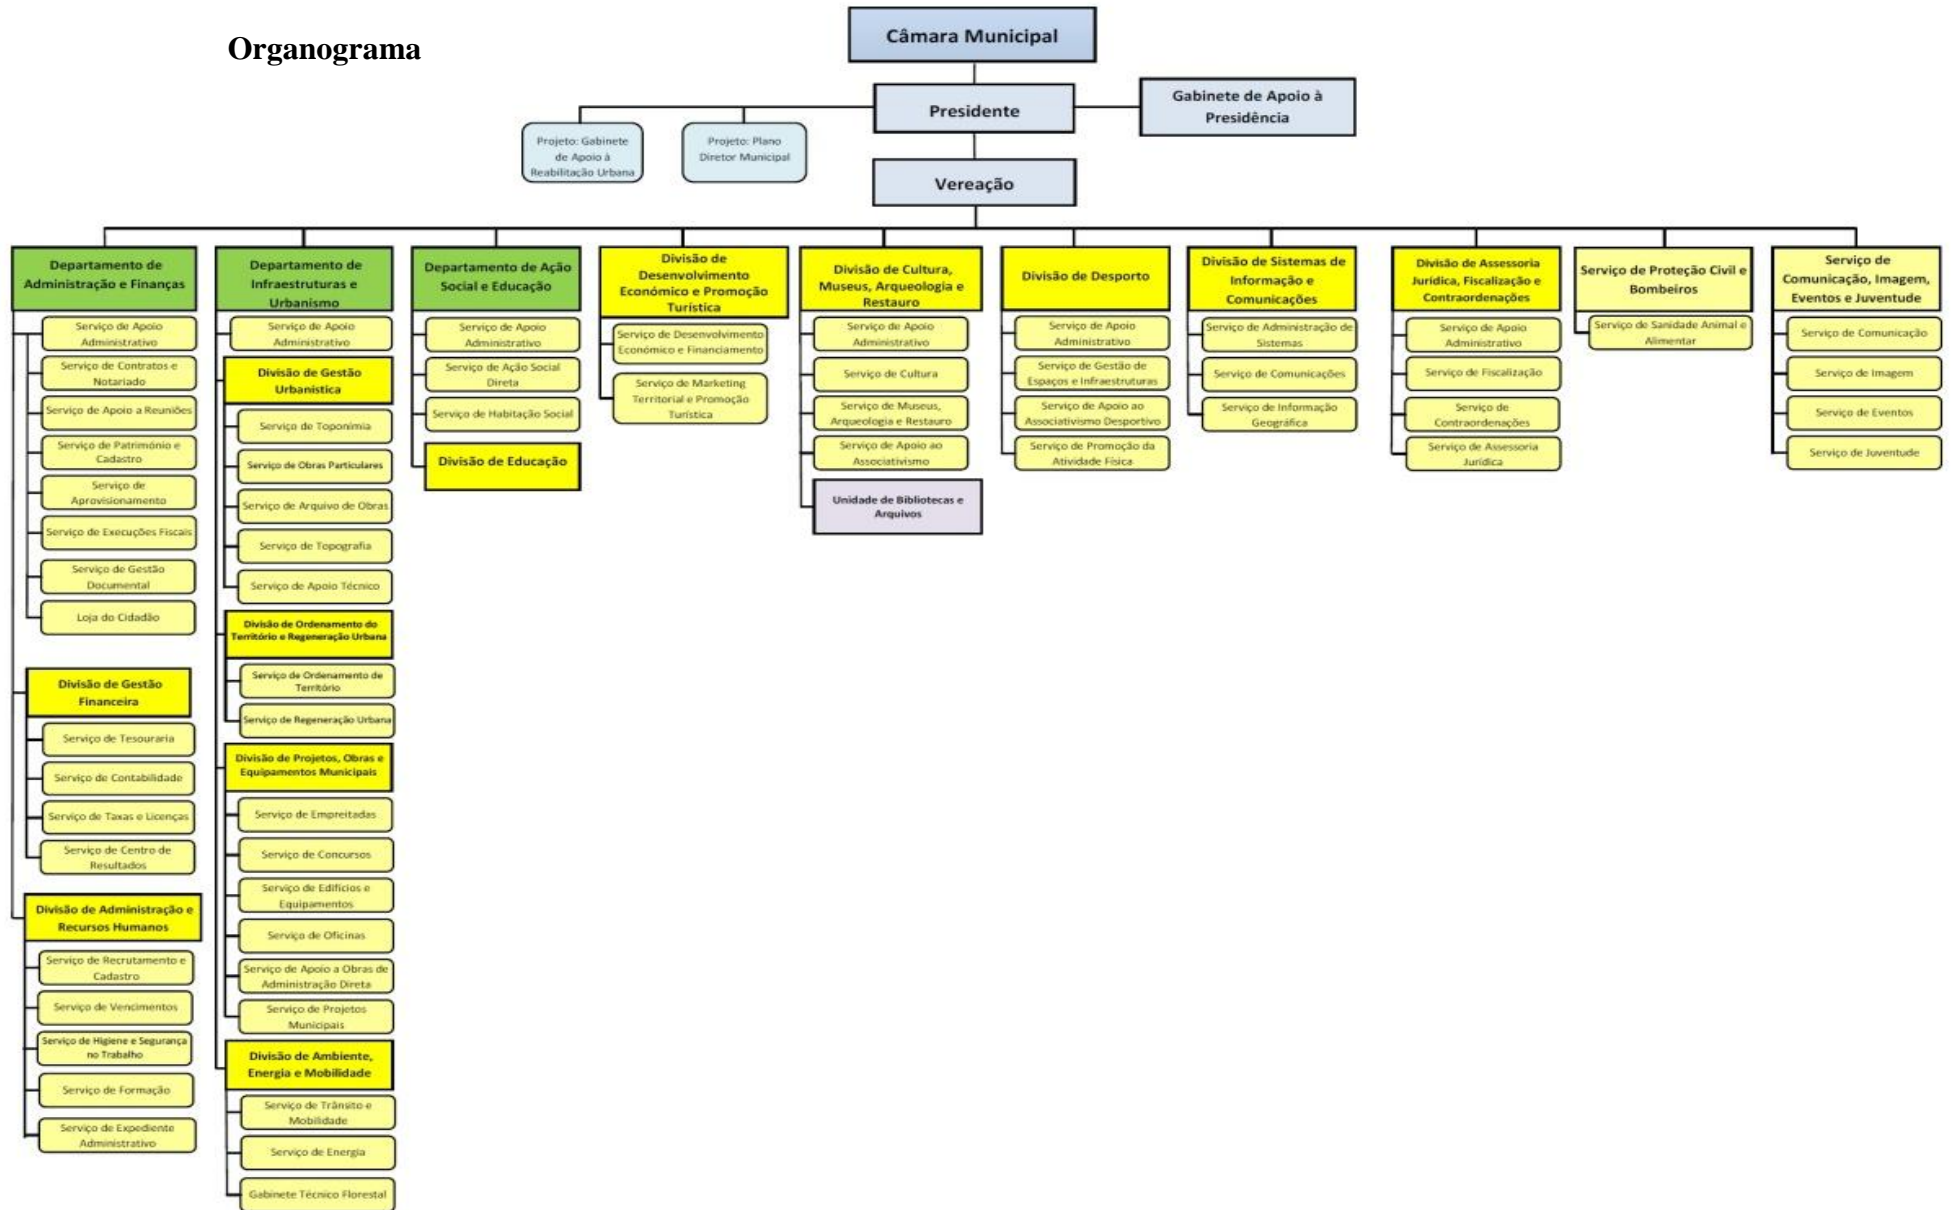 Organograma
Câmara Municipal
Presidente
Gabinete de Apoio à
Presidência
Projeto: Gabinete
de Apoio à
Reabilitação Urbana
Projeto: Plano
Diretor Municipal
Vereação
Departamento de
Administração e Finanças
Serviço de Apoio
Administrativo
Serviço de Contratos e
Notariado
Serviço de Apoio a Reuniões
Serviço de Património e
Cadastro
Serviço de
Aprovisionamento
Serviço de Execuções Fiscais
Serviço de Gestão
Documental
Loja do Cidadão
Divisão de Gestão
Financeira
Serviço de Tesouraria
Serviço de Contabilidade
Serviço de Taxas e Licenças
Serviço de Centro de
Resultados
Divisão de Administração e
Recursos Humanos
Serviço de Recrutamento e
Cadastro
Serviço de Vencimentos
Serviço de Higiene e Segurança
no Trabalho
Serviço de Formação
Serviço de Expediente
Administrativo
Departamento de
Infraestruturas e
Urbanismo
Serviço de Apoio
Administrativo
Divisão de Gestão
Urbanística
Serviço de Toponímia
Serviço de Obras Particulares
Serviço de Arquivo de Obras
Serviço de Topografia
Serviço de Apoio Técnico
Divisão de Ordenamento do
Território e Regeneração Urbana
Serviço de Ordenamento de
Território
Serviço de Regeneração Urbana
Divisão de Projetos, Obras e
Equipamentos Municipais
Serviço de Empreitadas
Serviço de Concursos
Serviço de Edifícios e
Equipamentos
Serviço de Oficinas
Serviço de Apoio a Obras de
Administração Direta
Serviço de Projetos
Municipais
Divisão de Ambiente,
Energia e Mobilidade
Serviço de Trânsito e
Mobilidade
Serviço de Energia
Gabinete Técnico Florestal
Departamento de Ação
Social e Educação
Serviço de Apoio
Administrativo
Serviço de Ação Social
Direta
Serviço de Habitação Social
Divisão de Educação
Divisão de
Desenvolvimento
Económico e Promoção
Turística
Serviço de Desenvolvimento
Económico e Financiamento
Serviço de Marketing
Territorial e Promoção
Turística
Divisão de Cultura,
Museus, Arqueologia e
Restauro
Serviço de Apoio
Administrativo
Serviço de Cultura
Serviço de Museus,
Arqueologia e Restauro
Serviço de Apoio ao
Associativismo
Unidade de Bibliotecas e
Arquivos
Divisão de Desporto
Serviço de Apoio
Administrativo
Serviço de Gestão de
Espaços e Infraestruturas
Serviço de Apoio ao
Associativismo Desportivo
Serviço de Promoção da
Atividade Física
Divisão de Sistemas de
Informação e
Comunicações
Serviço de Administração de
Sistemas
Serviço de Comunicações
Serviço de Informação
Geográfica
Divisão de Assessoria
Jurídica, Fiscalização e
Contraordenações
Serviço de Apoio
Administrativo
Serviço de Fiscalização
Serviço de
Contraordenações
Serviço de Assessoria
Jurídica
Serviço de Proteção Civil e
Bombeiros
Serviço de Sanidade Animal e
Alimentar
Serviço de
Comunicação, Imagem,
Eventos e Juventude
Serviço de Comunicação
Serviço de Imagem
Serviço de Eventos
Serviço de Juventude